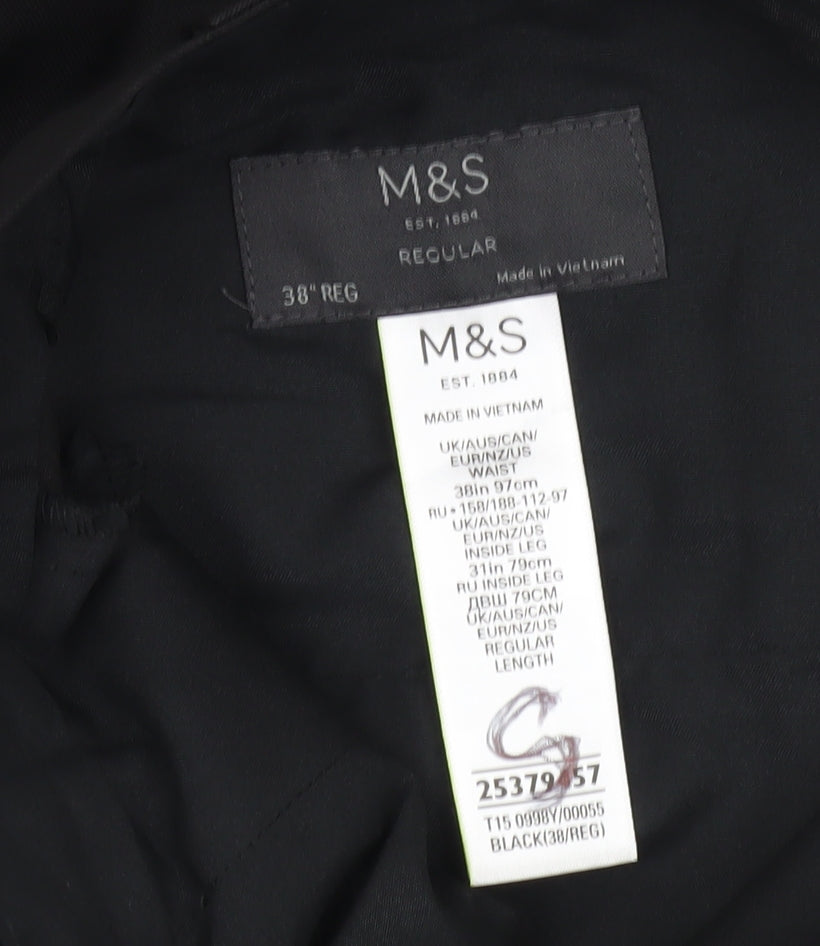 M&S
EST. 1884
REGULAR
38" REG
Made in Vietnam
M&S
EST. 1884
MADE IN VIETNAM
UK/AUS/CAN/
EUR/NZ/US
WAIST
38in 97cm
RU • 158/188-112-97
UK/AUS/CAN/
EUR/NZ/US
INSIDE LEG
31in 79cm
RU INSIDE LEG
ДВШ 79CM
UK/AUS/CAN/
EUR/NZ/US
REGULAR
LENGTH
T15 0998Y/00055
BLACK(38/REG)